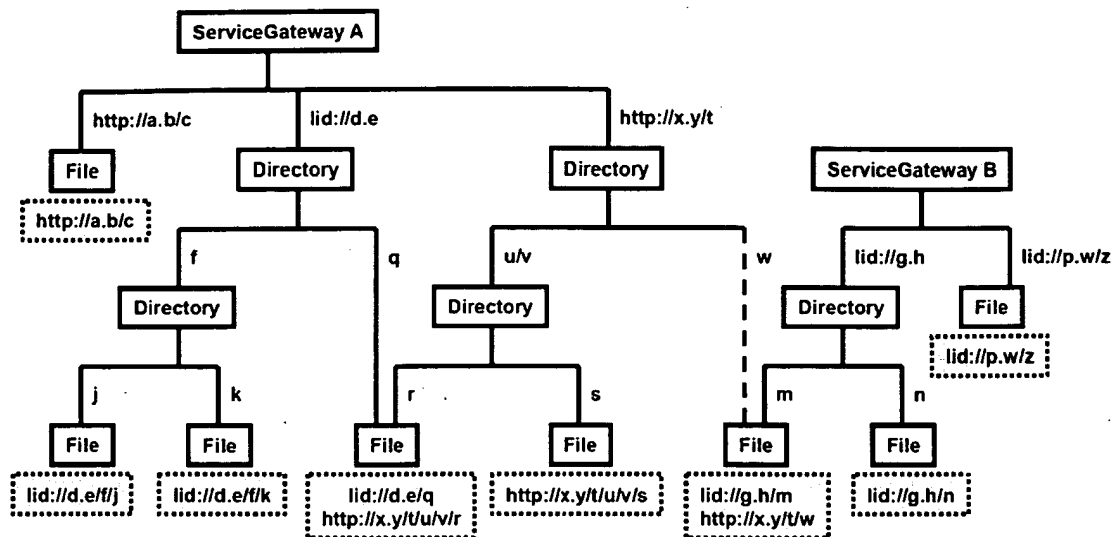 ServiceGateway A
http://a.b/c
lid://d.e
http://x.y/t
File
Directory
Directory
ServiceGateway B
http://a.b/c
f
q
u/v
w
lid://g.h
lid://p.w/z
Directory
Directory
Directory
File
lid://p.w/z
j
k
r
s
m
n
File
File
File
File
File
File
lid://d.e/f/j
lid://d.e/f/k
lid://d.e/q
http://x.y/t/u/v/r
http://x.y/t/u/v/s
lid://g.h/m
http://x.y/t/w
lid://g.h/n